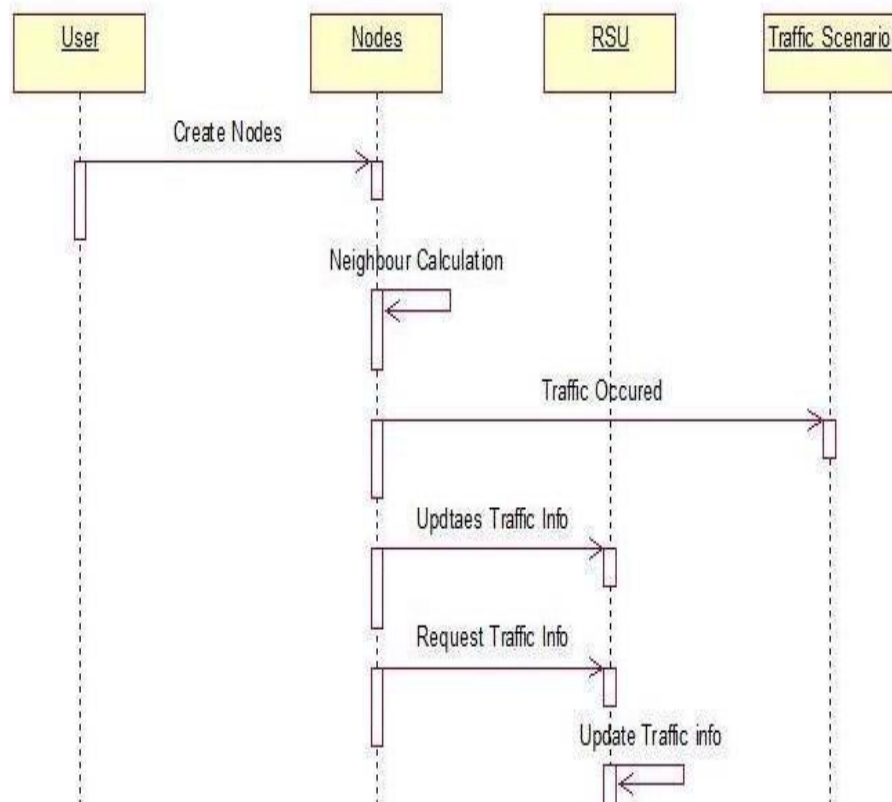 User
Nodes
RSU
Traffic Scenario
Create Nodes
Neighbour Calculation
Traffic Occured
Updtaes Traffic Info
Request Traffic Info
Update Traffic info